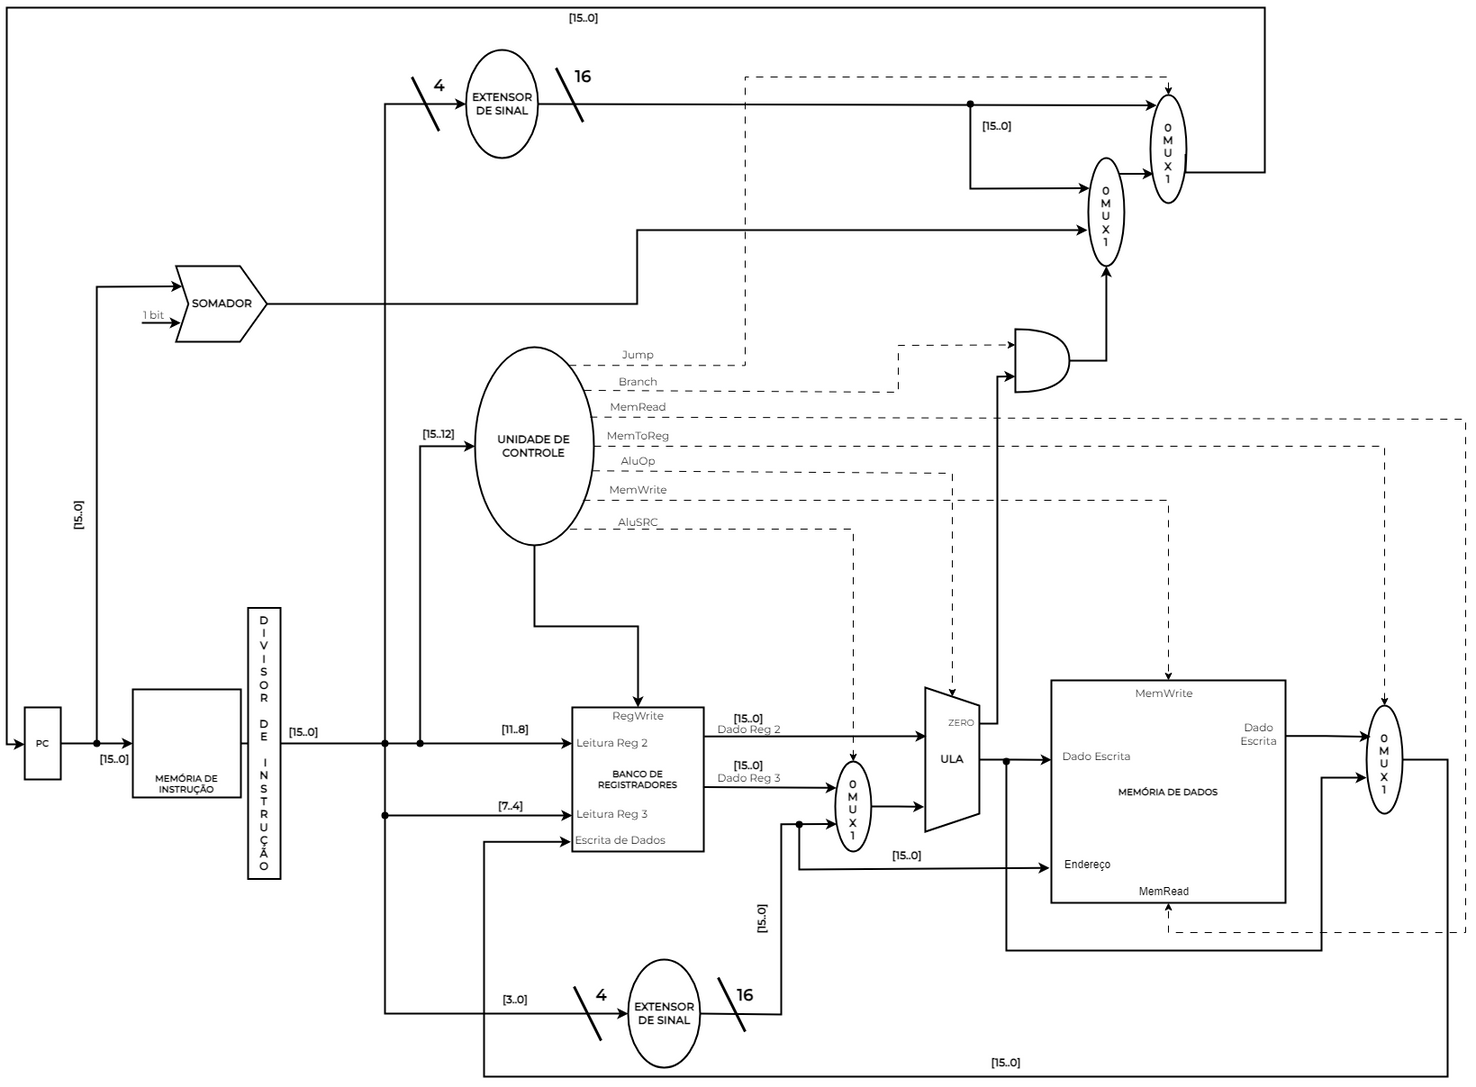 [15..0]
4
16
EXTENSOR
DE SINAL
[15..0]
0
M
U
X
1
0
M
U
X
1
SOMADOR
1 bit
Jump
Branch
MemRead
MemToReg
AluOp
MemWrite
AluSRC
[15..12]
UNIDADE DE
CONTROLE
[15..0]
D
I
V
I
S
O
R
D
E
I
N
S
T
R
U
Ç
Ã
O
PC
[15..0]
MEMÓRIA DE
INSTRUÇÃO
[15..0]
RegWrite
[11..8]
Leitura Reg 2
BANCO DE
REGISTRADORES
[7..4]
Leitura Reg 3
Escrita de Dados
[15..0]
Dado Reg 2
[15..0]
Dado Reg 3
0
M
U
X
1
ZERO
ULA
MemWrite
Dado
Escrita
Dado Escrita
MEMÓRIA DE DADOS
Endereço
MemRead
0
M
U
X
1
[15..0]
[15..0]
[3..0]
4
EXTENSOR
DE SINAL
16
[15..0]